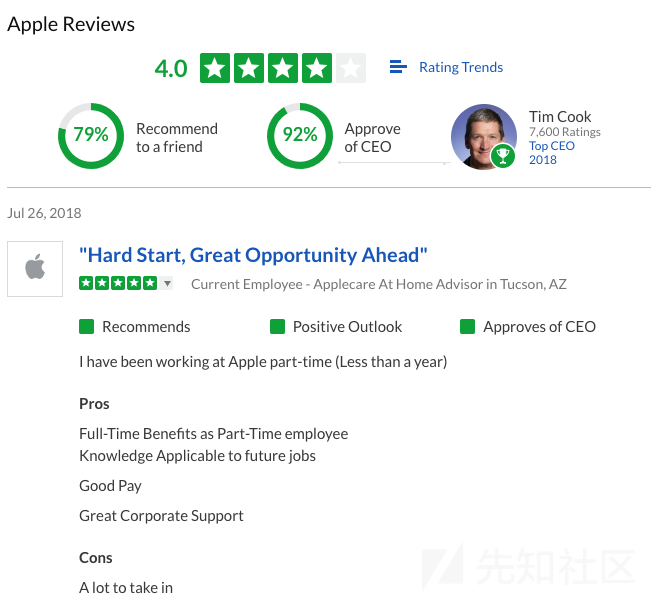 Apple Reviews
4.0 Rating Trends
79% Recommend to a friend
92% Approve of CEO
Tim Cook
7,600 Ratings
Top CEO
2018
Jul 26, 2018
"Hard Start, Great Opportunity Ahead"
Current Employee - Applecare At Home Advisor in Tucson, AZ
Recommends Positive Outlook Approves of CEO
I have been working at Apple part-time (Less than a year)
Pros
Full-Time Benefits as Part-Time employee
Knowledge Applicable to future jobs
Good Pay
Great Corporate Support
Cons
A lot to take in
先知社区